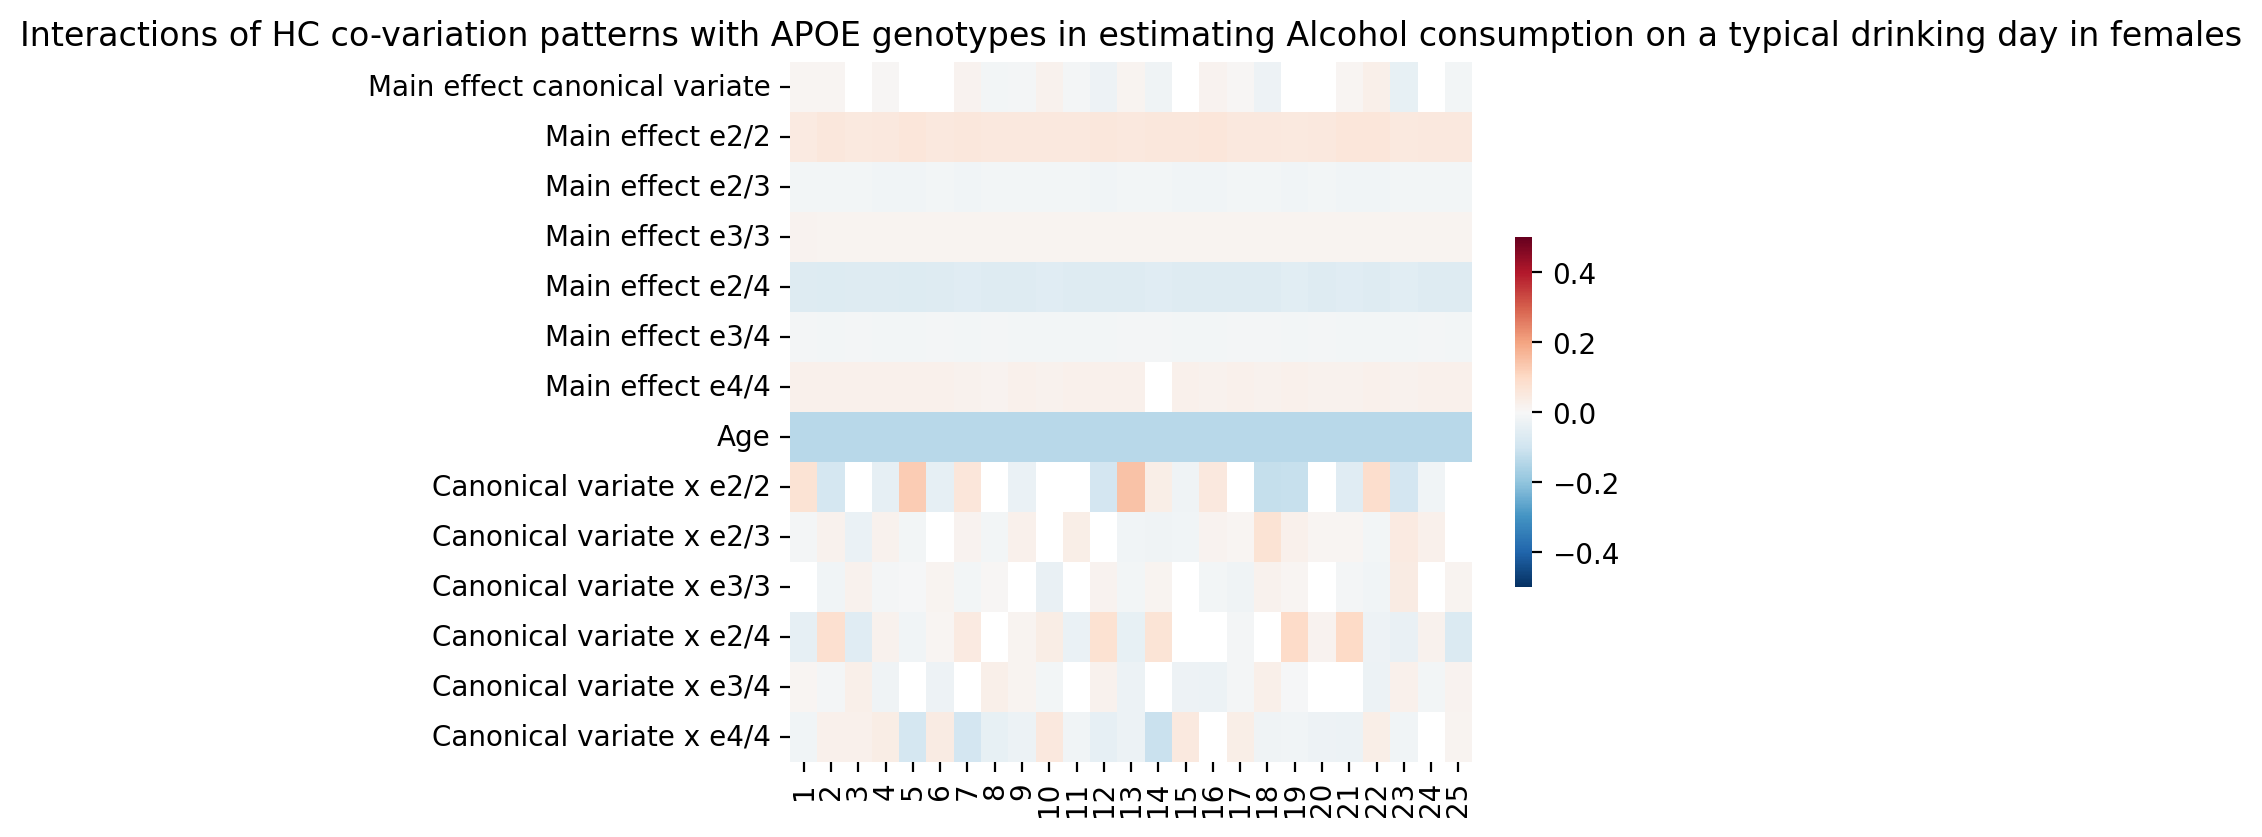 Interactions of HC co-variation patterns with APOE genotypes in estimating Alcohol consumption on a typical drinking day in females
Main effect canonical variate
Main effect e2/2
Main effect e2/3
Main effect e3/3
Main effect e2/4
Main effect e3/4
Main effect e4/4
Age
Canonical variate x e2/2
Canonical variate x e2/3
Canonical variate x e3/3
Canonical variate x e2/4
Canonical variate x e3/4
Canonical variate x e4/4
1 2 3 4 5 6 7 8 9 10 11 12 13 14 15 16 17 18 19 20 21 22 23 24 25
0.4
0.2
0.0
−0.2
−0.4